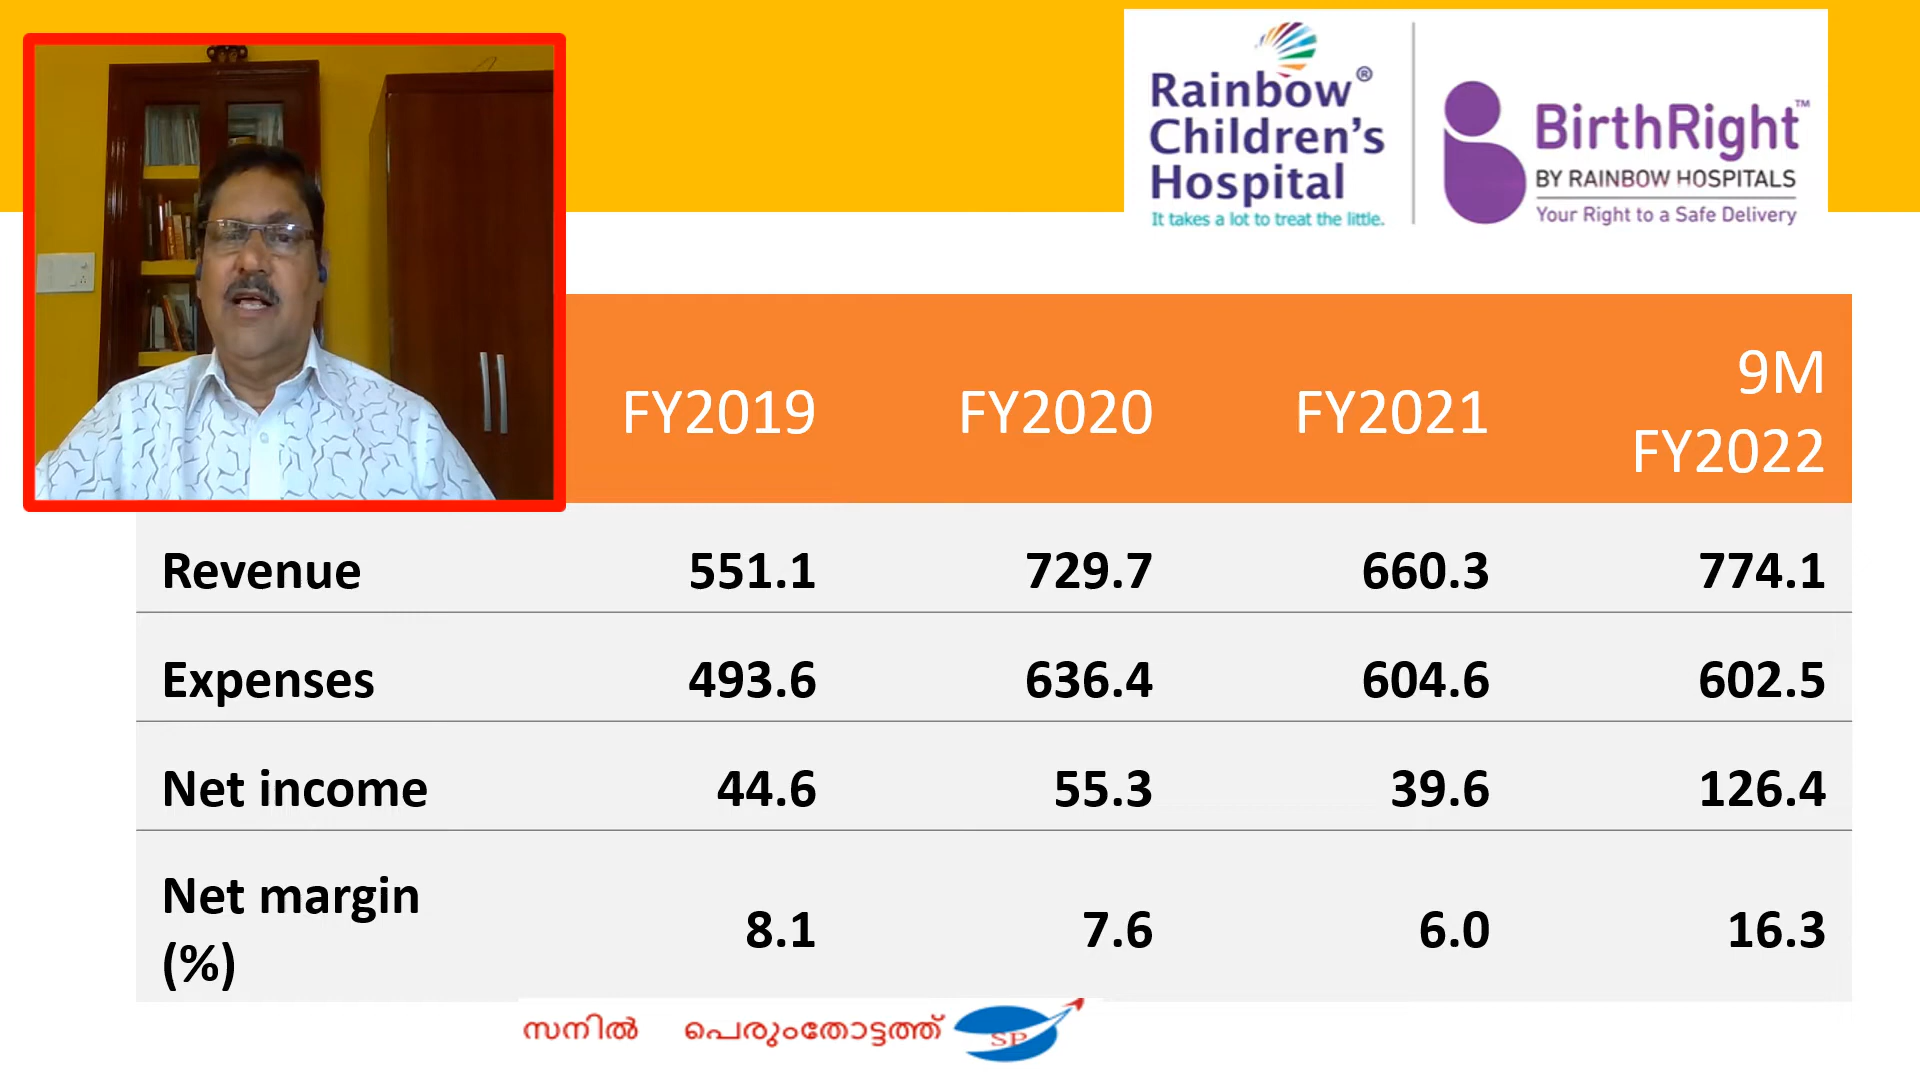 Rainbow®
Children's
Hospital
It takes a lot to treat the little.
BirthRight™
BY RAINBOW HOSPITALS
Your Right to a Safe Delivery
FY2019 FY2020 FY2021 9M FY2022
Revenue 551.1 729.7 660.3 774.1
Expenses 493.6 636.4 604.6 602.5
Net income 44.6 55.3 39.6 126.4
Net margin (%) 8.1 7.6 6.0 16.3
സനിൽ പെരുംതോട്ടത്ത് SP